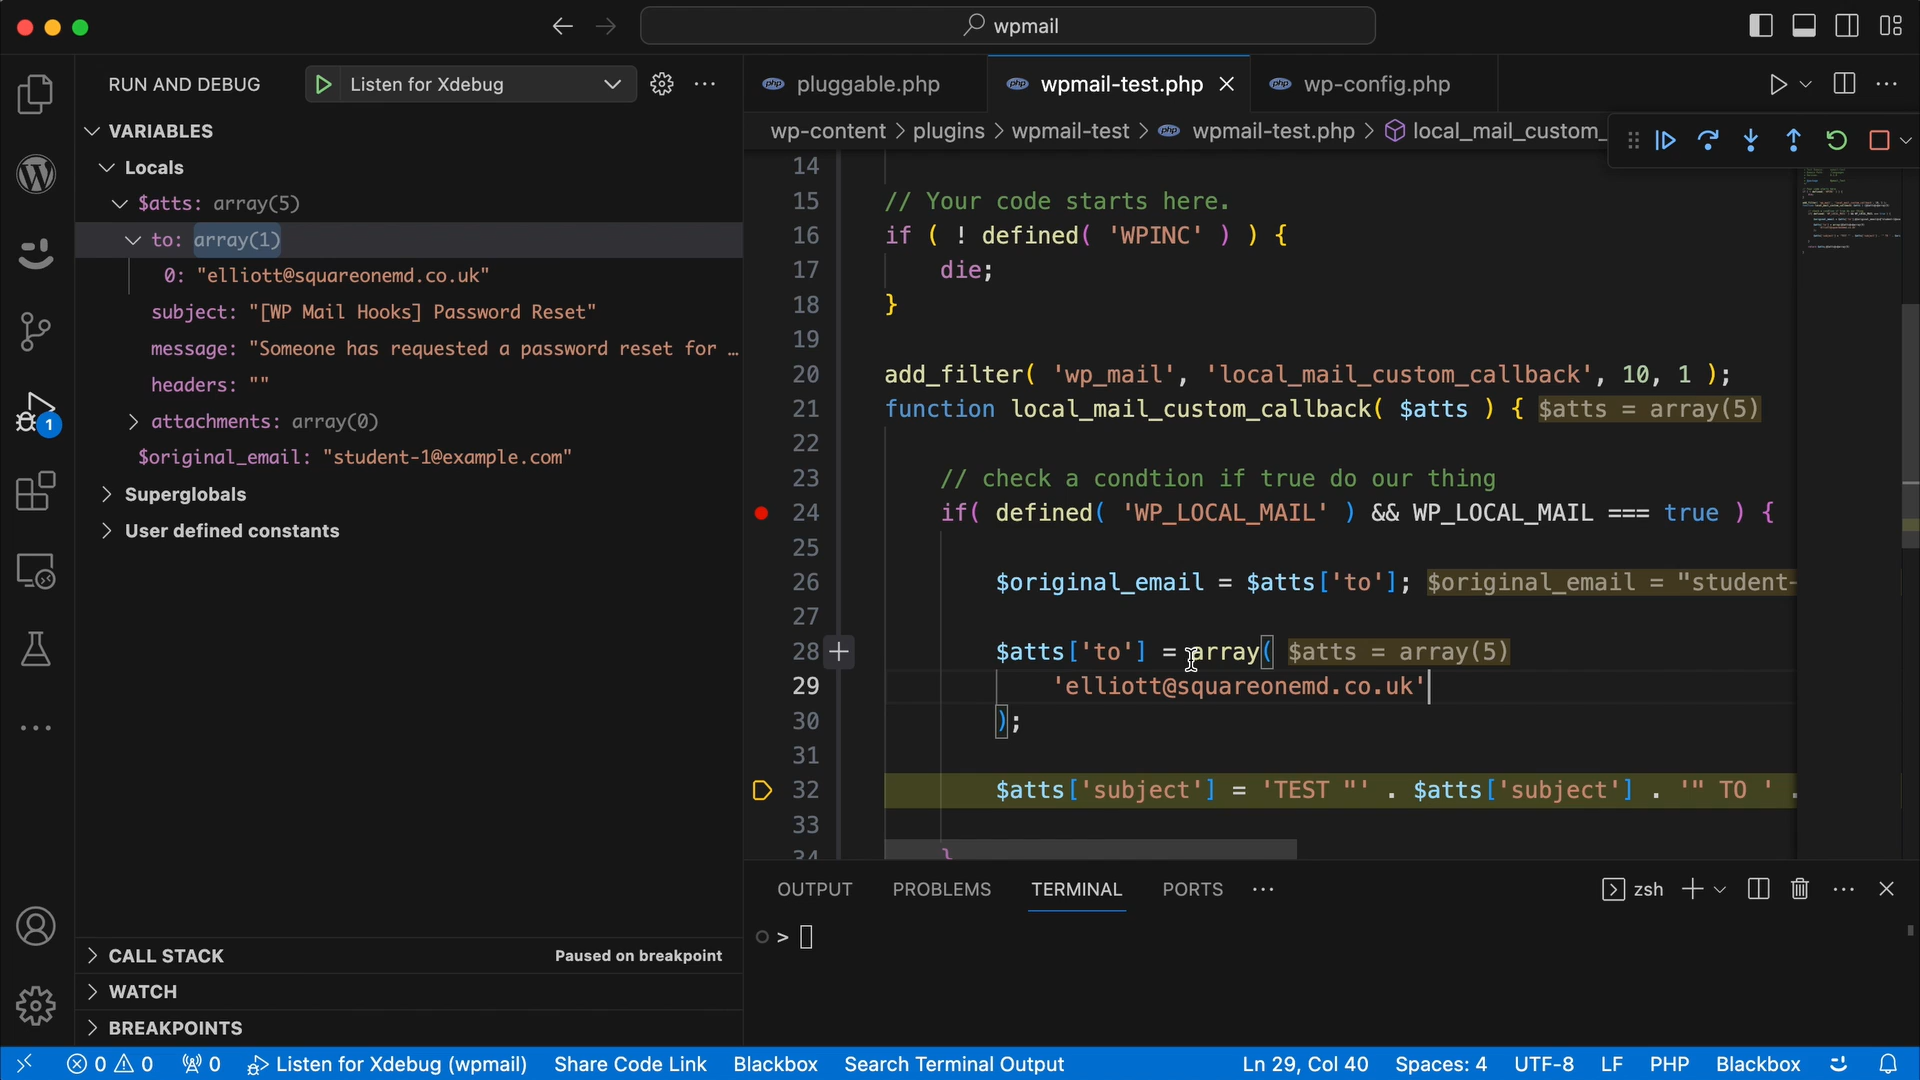 wpmail
RUN AND DEBUG
Listen for Xdebug
VARIABLES
Locals
$atts: array(5)
to: array(1)
0: "elliott@squareonemd.co.uk"
subject: "[WP Mail Hooks] Password Reset"
message: "Someone has requested a password reset for …
headers: ""
attachments: array(0)
$original_email: "student-1@example.com"
Superglobals
User defined constants
1
CALL STACK
Paused on breakpoint
WATCH
BREAKPOINTS
pluggable.php
wpmail-test.php
wp-config.php
wp-content > plugins > wpmail-test > wpmail-test.php > local_mail_custom_
14
15 // Your code starts here.
16 if ( ! defined( 'WPINC' ) ) {
17 die;
18 }
19
20 add_filter( 'wp_mail', 'local_mail_custom_callback', 10, 1 );
21 function local_mail_custom_callback( $atts ) { $atts = array(5)
22
23 // check a condtion if true do our thing
24 if( defined( 'WP_LOCAL_MAIL' ) && WP_LOCAL_MAIL === true ) {
25
26 $original_email = $atts['to']; $original_email = "student-
27
28 $atts['to'] = array( $atts = array(5)
29 'elliott@squareonemd.co.uk'
30 );
31
32 $atts['subject'] = 'TEST "' . $atts['subject'] . '" TO ' .
33
34 }
OUTPUT
PROBLEMS
TERMINAL
PORTS
zsh
>
0
0
0
Listen for Xdebug (wpmail)
Share Code Link
Blackbox
Search Terminal Output
Ln 29, Col 40
Spaces: 4
UTF-8
LF
PHP
Blackbox